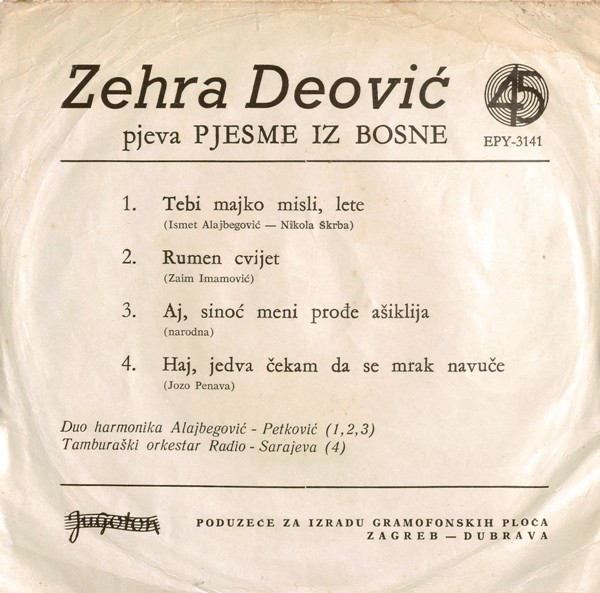 Zehra Deović
45
pjeva PJESME IZ BOSNE
EPY-3141
1. Tebi majko misli, lete
(Ismet Alajbegović — Nikola Škrba)
2. Rumen cvijet
(Zaim Imamović)
3. Aj, sinoć meni prođe ašiklija
(narodna)
4. Haj, jedva čekam da se mrak navuče
(Jozo Penava)
Duo harmonika Alajbegović - Petković (1,2,3)
Tamburaški orkestar Radio - Sarajeva (4)
Jugoton
PODUZEĆE ZA IZRADU GRAMOFONSKIH PLOČA
ZAGREB — DUBRAVA